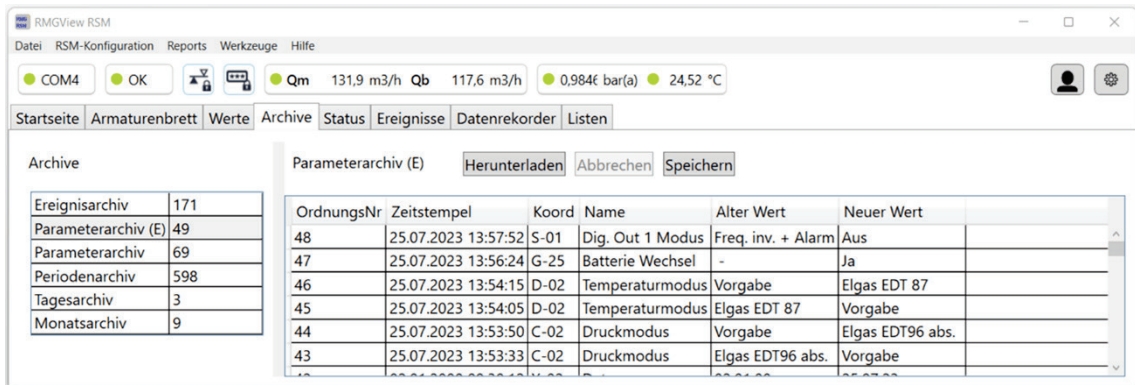 RMGView RSM
Datei RSM-Konfiguration Reports Werkzeuge Hilfe
COM4 OK Qm 131,9 m3/h Qb 117,6 m3/h 0,9846 bar(a) 24,52 °C
Startseite Armaturenbrett Werte Archive Status Ereignisse Datenrekorder Listen
Archive
Ereignisarchiv 171
Parameterarchiv (E) 49
Parameterarchiv 69
Periodenarchiv 598
Tagesarchiv 3
Monatsarchiv 9
Parameterarchiv (E) Herunterladen Abbrechen Speichern
OrdnungsNr Zeitstempel Koord Name Alter Wert Neuer Wert
48 25.07.2023 13:57:52 S-01 Dig. Out 1 Modus Freq. inv. + Alarm Aus
47 25.07.2023 13:56:24 G-25 Batterie Wechsel - Ja
46 25.07.2023 13:54:15 D-02 Temperaturmodus Vorgabe Elgas EDT 87
45 25.07.2023 13:54:05 D-02 Temperaturmodus Elgas EDT 87 Vorgabe
44 25.07.2023 13:53:50 C-02 Druckmodus Vorgabe Elgas EDT96 abs.
43 25.07.2023 13:53:33 C-02 Druckmodus Elgas EDT96 abs. Vorgabe